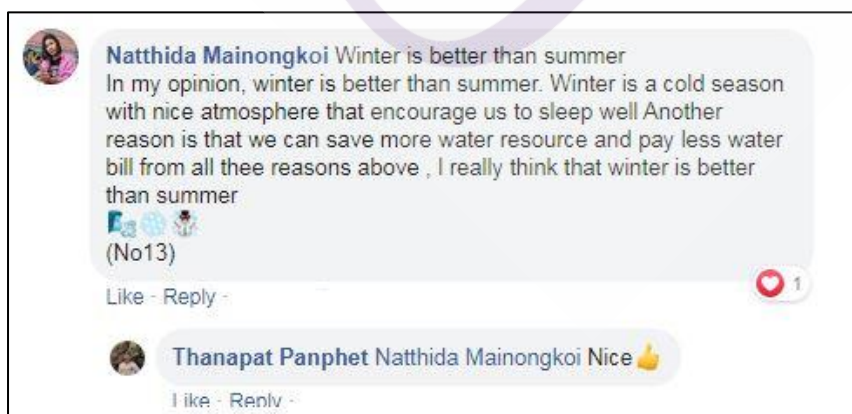 Natthida Mainongkoi Winter is better than summer
In my opinion, winter is better than summer. Winter is a cold season
with nice atmosphere that encourage us to sleep well Another
reason is that we can save more water resource and pay less water
bill from all thee reasons above , I really think that winter is better
than summer
(No13)
Like · Reply ·
1
Thanapat Panphet Natthida Mainongkoi Nice👍
Like · Reply ·